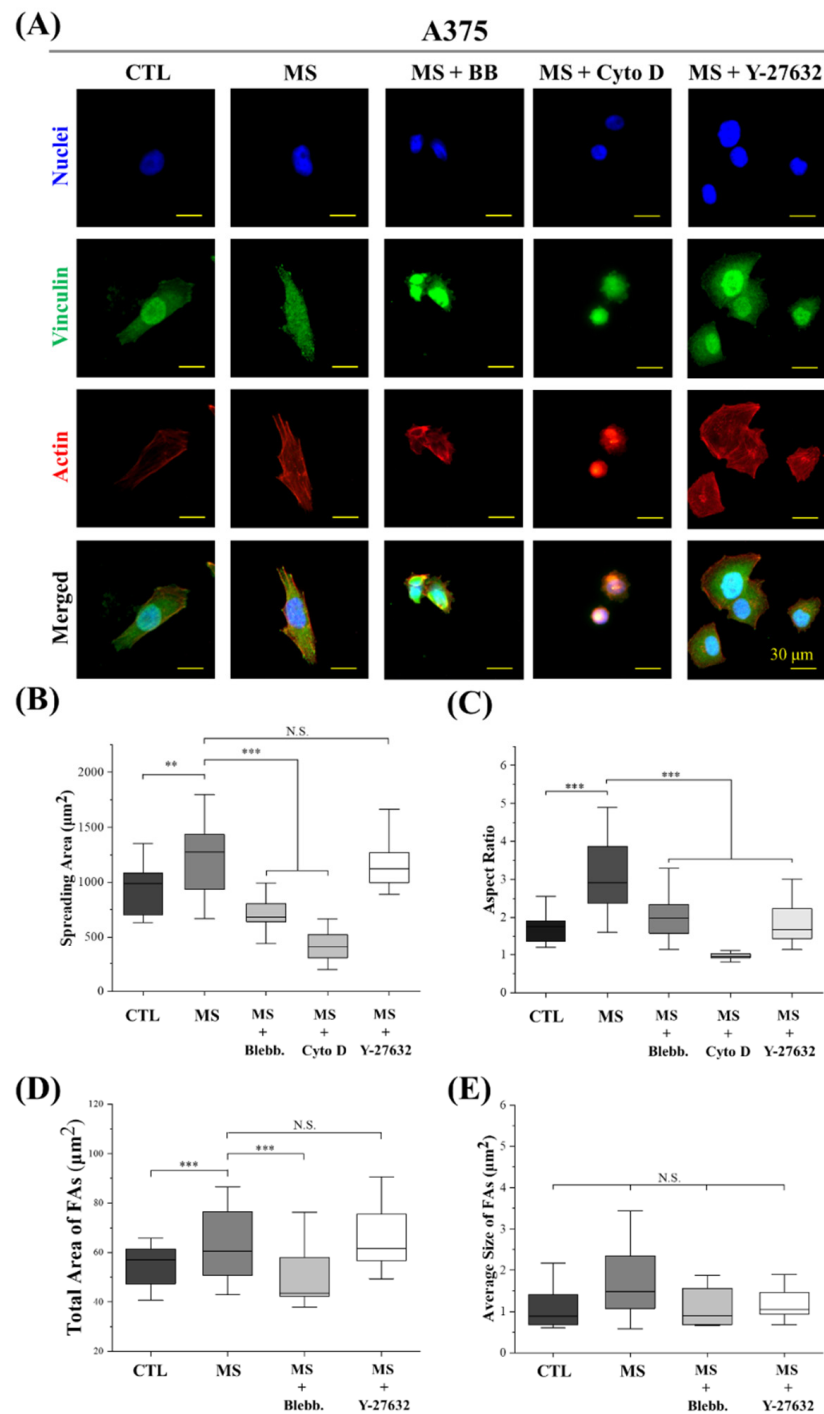 (A)
A375
CTL MS MS + BB MS + Cyto D MS + Y-27632
Nuclei
Vinculin
Actin
Merged
30 μm
(B)
Spreading Area (μm²)
2000
1500
1000
500
0
N.S.
**
***
CTL MS MS + Blebb. MS + Cyto D MS + Y-27632
(C)
Aspect Ratio
6
5
4
3
2
1
0
***
***
CTL MS MS + Blebb. MS + Cyto D MS + Y-27632
(D)
Total Area of FAs (μm²)
120
100
80
60
40
20
N.S.
***
***
CTL MS MS + Blebb. MS + Y-27632
(E)
Average Size of FAs (μm²)
6
5
4
3
2
1
0
N.S.
CTL MS MS + Blebb. MS + Y-27632